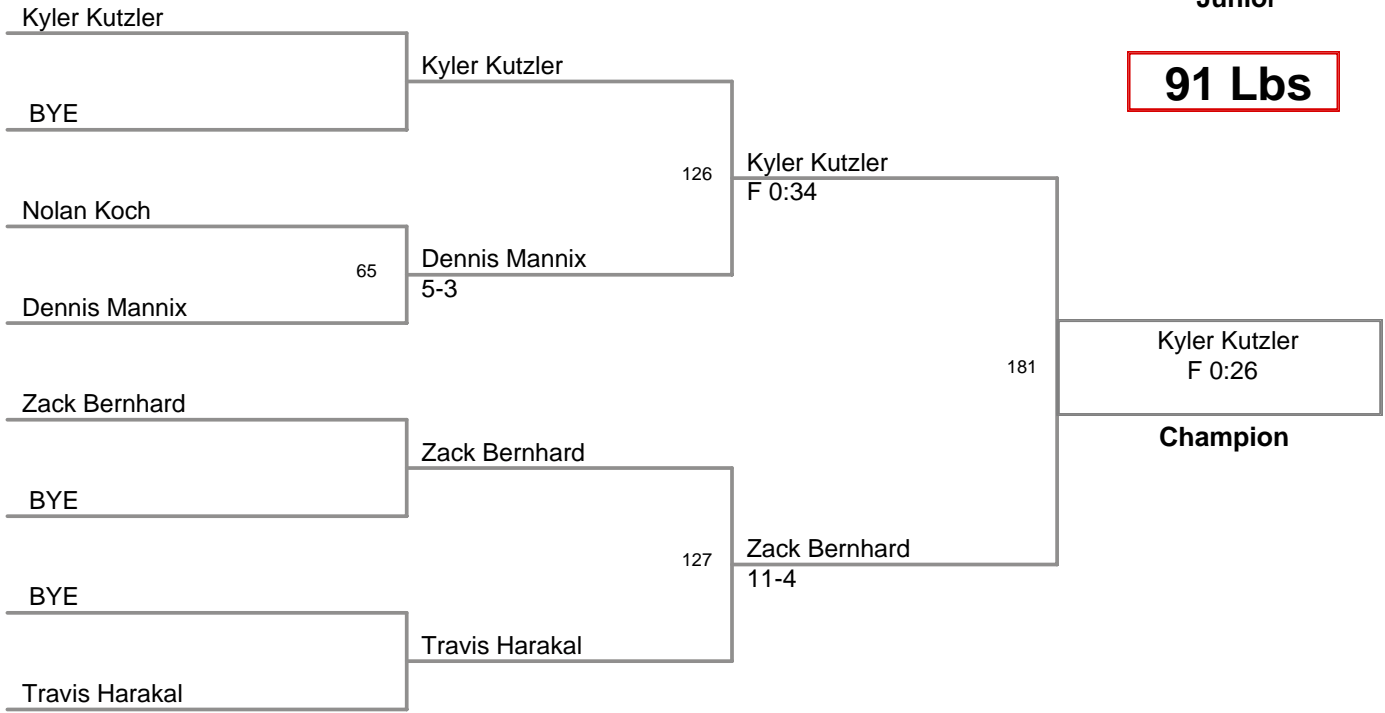 Junior
91 Lbs
Kyler Kutzler
BYE
Nolan Koch
65
Dennis Mannix
Zack Bernhard
BYE
BYE
Travis Harakal
Kyler Kutzler
126
Dennis Mannix
5-3
Zack Bernhard
127
Travis Harakal
Kyler Kutzler
F 0:34
181
Zack Bernhard
11-4
Kyler Kutzler
F 0:26
Champion